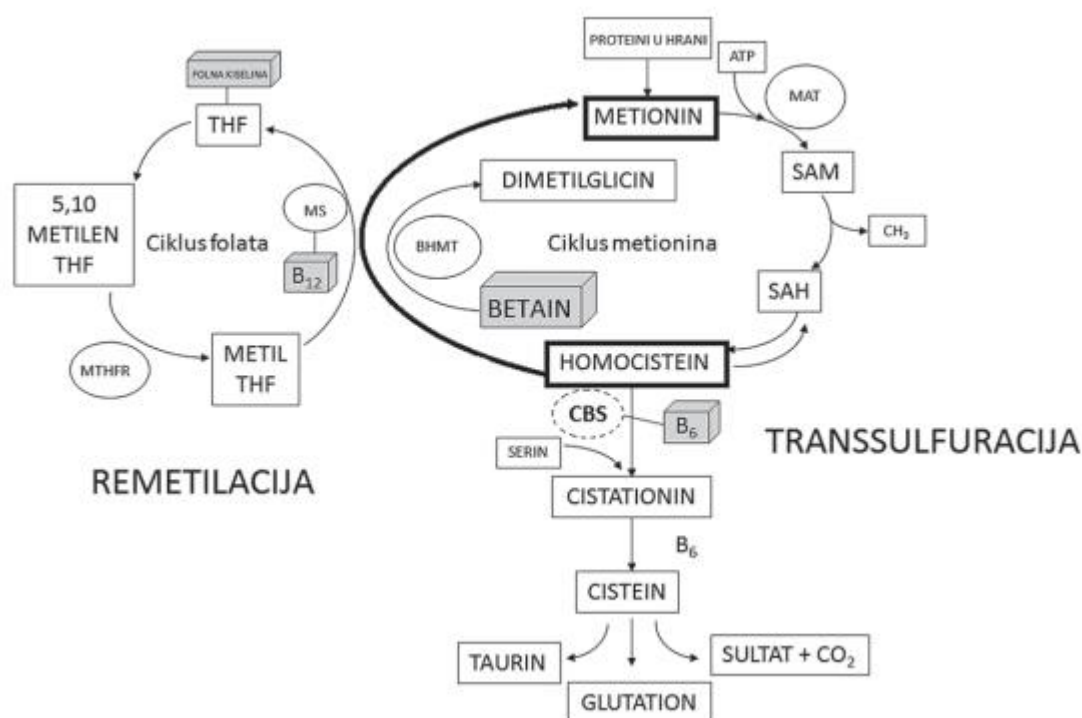 PROTEINI U HRANI
ATP
MAT
FOLNA KISELINA
THF
METIONIN
SAM
DIMETILGLICIN
5,10
METILEN
THF
MS
Ciklus folata
BHMT
Ciklus metionina
CH₃
B₁₂
BETAIN
SAH
MTHFR
METIL
THF
HOMOCISTEIN
CBS
B₆
TRANSSULFURACIJA
SERIN
REMETILACIJA
CISTATIONIN
B₆
CISTEIN
TAURIN
SULTAT + CO₂
GLUTATION